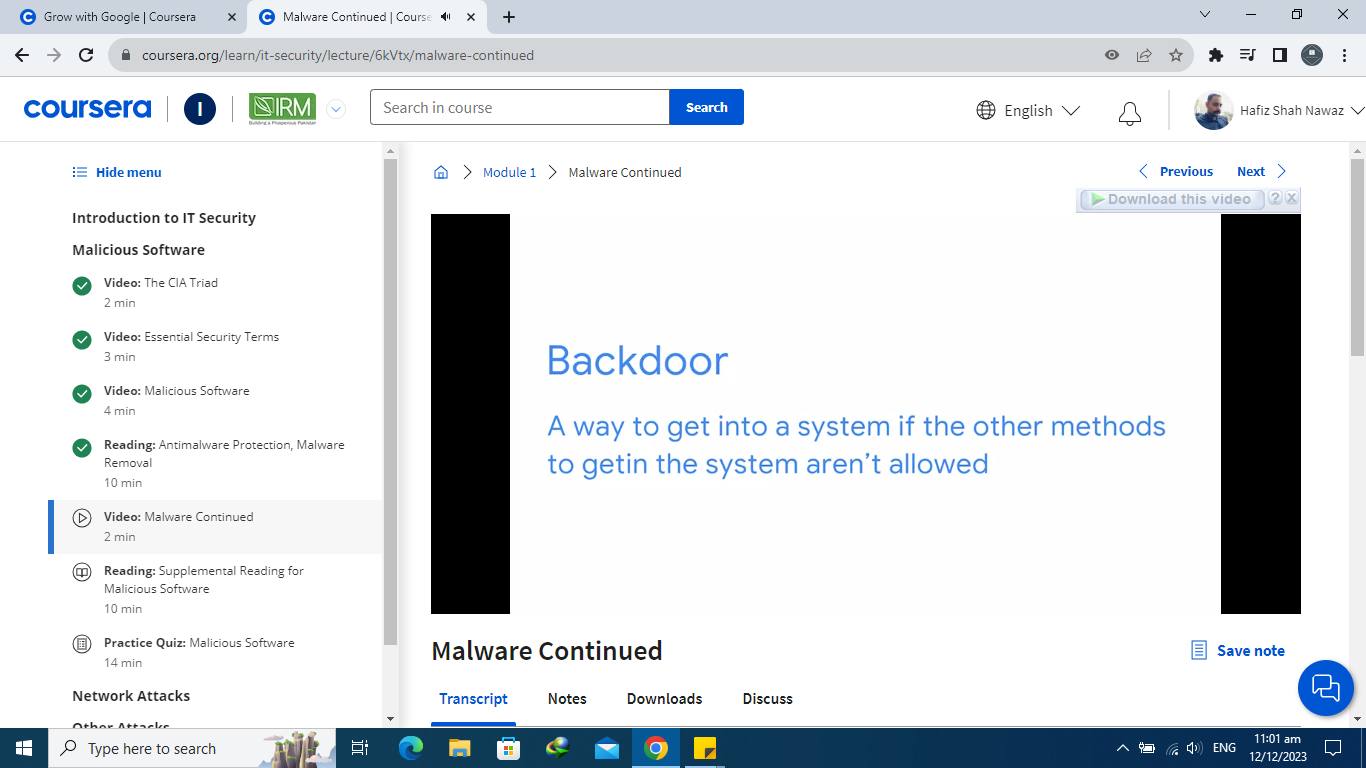 Grow with Google | Coursera
Malware Continued | Course
coursera.org/learn/it-security/lecture/6kVtx/malware-continued
coursera
I
IRM
Building a Prosperous Pakistan
Search in course
Search
English
Hafiz Shah Nawaz
Hide menu
Introduction to IT Security
Malicious Software
Video: The CIA Triad
2 min
Video: Essential Security Terms
3 min
Video: Malicious Software
4 min
Reading: Antimalware Protection, Malware
Removal
10 min
Video: Malware Continued
2 min
Reading: Supplemental Reading for
Malicious Software
10 min
Practice Quiz: Malicious Software
14 min
Network Attacks
Other Attacks
Module 1
Malware Continued
Previous
Next
Download this video
?
X
Backdoor
A way to get into a system if the other methods
to getin the system aren't allowed
Malware Continued
Save note
Transcript
Notes
Downloads
Discuss
Type here to search
ENG
11:01 am
12/12/2023